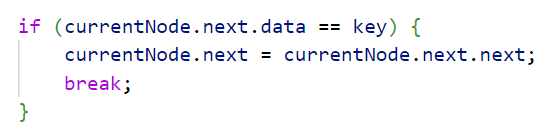 if (currentNode.next.data == key) {
    currentNode.next = currentNode.next.next;
    break;
}